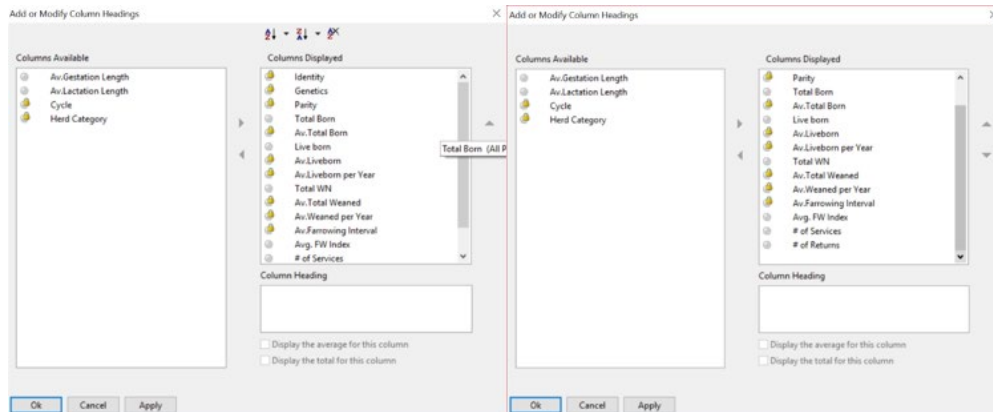 Add or Modify Column Headings
Columns Available
Av.Gestation Length
Av.Lactation Length
Cycle
Herd Category
Columns Displayed
Identity
Genetics
Parity
Total Born
Av.Total Born
Live born
Av.Liveborn
Av.Liveborn per Year
Total WN
Av.Total Weaned
Av.Weaned per Year
Av.Farrowing Interval
Avg. FW Index
# of Services
Total Born (All P
Column Heading
Display the average for this column
Display the total for this column
Ok
Cancel
Apply
Add or Modify Column Headings
Columns Available
Av.Gestation Length
Av.Lactation Length
Cycle
Herd Category
Columns Displayed
Parity
Total Born
Av.Total Born
Live born
Av.Liveborn
Av.Liveborn per Year
Total WN
Av.Total Weaned
Av.Weaned per Year
Av.Farrowing Interval
Avg. FW Index
# of Services
# of Returns
Column Heading
Display the average for this column
Display the total for this column
Ok
Cancel
Apply